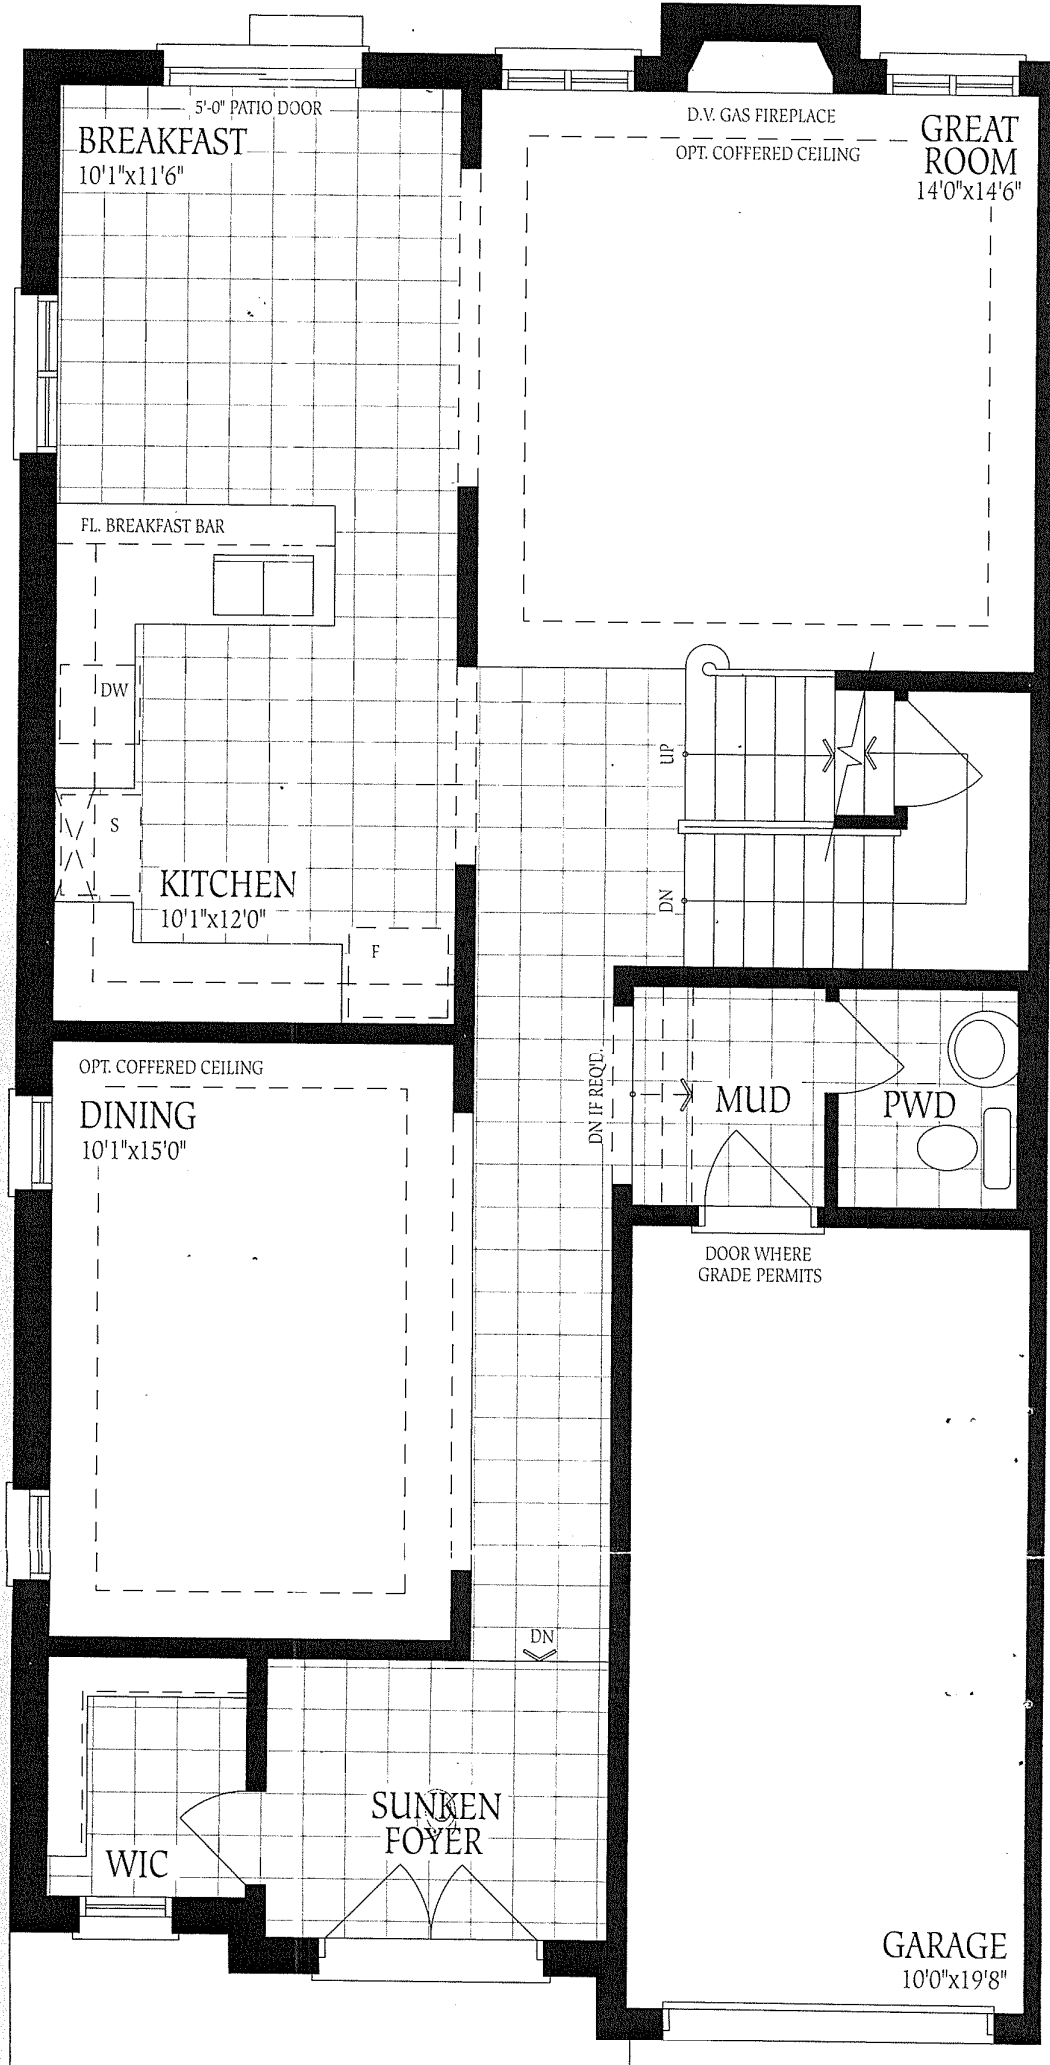 5'-0" PATIO DOOR
BREAKFAST
10'1"x11'6"
D.V. GAS FIREPLACE
OPT. COFFERED CEILING
GREAT
ROOM
14'0"x14'6"
FL. BREAKFAST BAR
DW
S
KITCHEN
10'1"x12'0"
F
UP
DN
OPT. COFFERED CEILING
DINING
10'1"x15'0"
DN IF REQ'D.
MUD
PWD
DOOR WHERE
GRADE PERMITS
DN
SUNKEN
FOYER
WIC
GARAGE
10'0"x19'8"